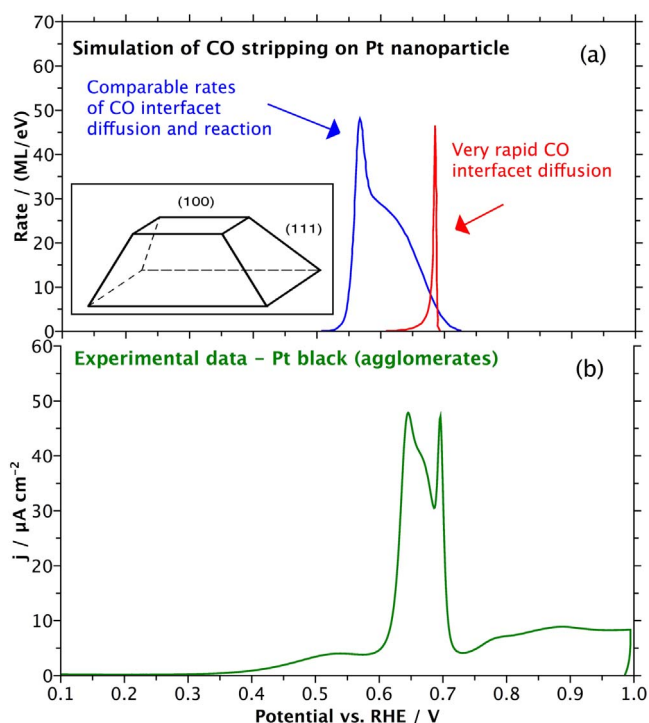 70
60
50
40
30
20
10
0
Rate / (ML/eV)
Simulation of CO stripping on Pt nanoparticle
(a)
Comparable rates
of CO interfacet
diffusion and reaction
Very rapid CO
interfacet diffusion
(100)
(111)
60
50
40
30
20
10
0
j / µA cm⁻²
Experimental data – Pt black (agglomerates)
(b)
0.1 0.2 0.3 0.4 0.5 0.6 0.7 0.8 0.9 1.0
Potential vs. RHE / V